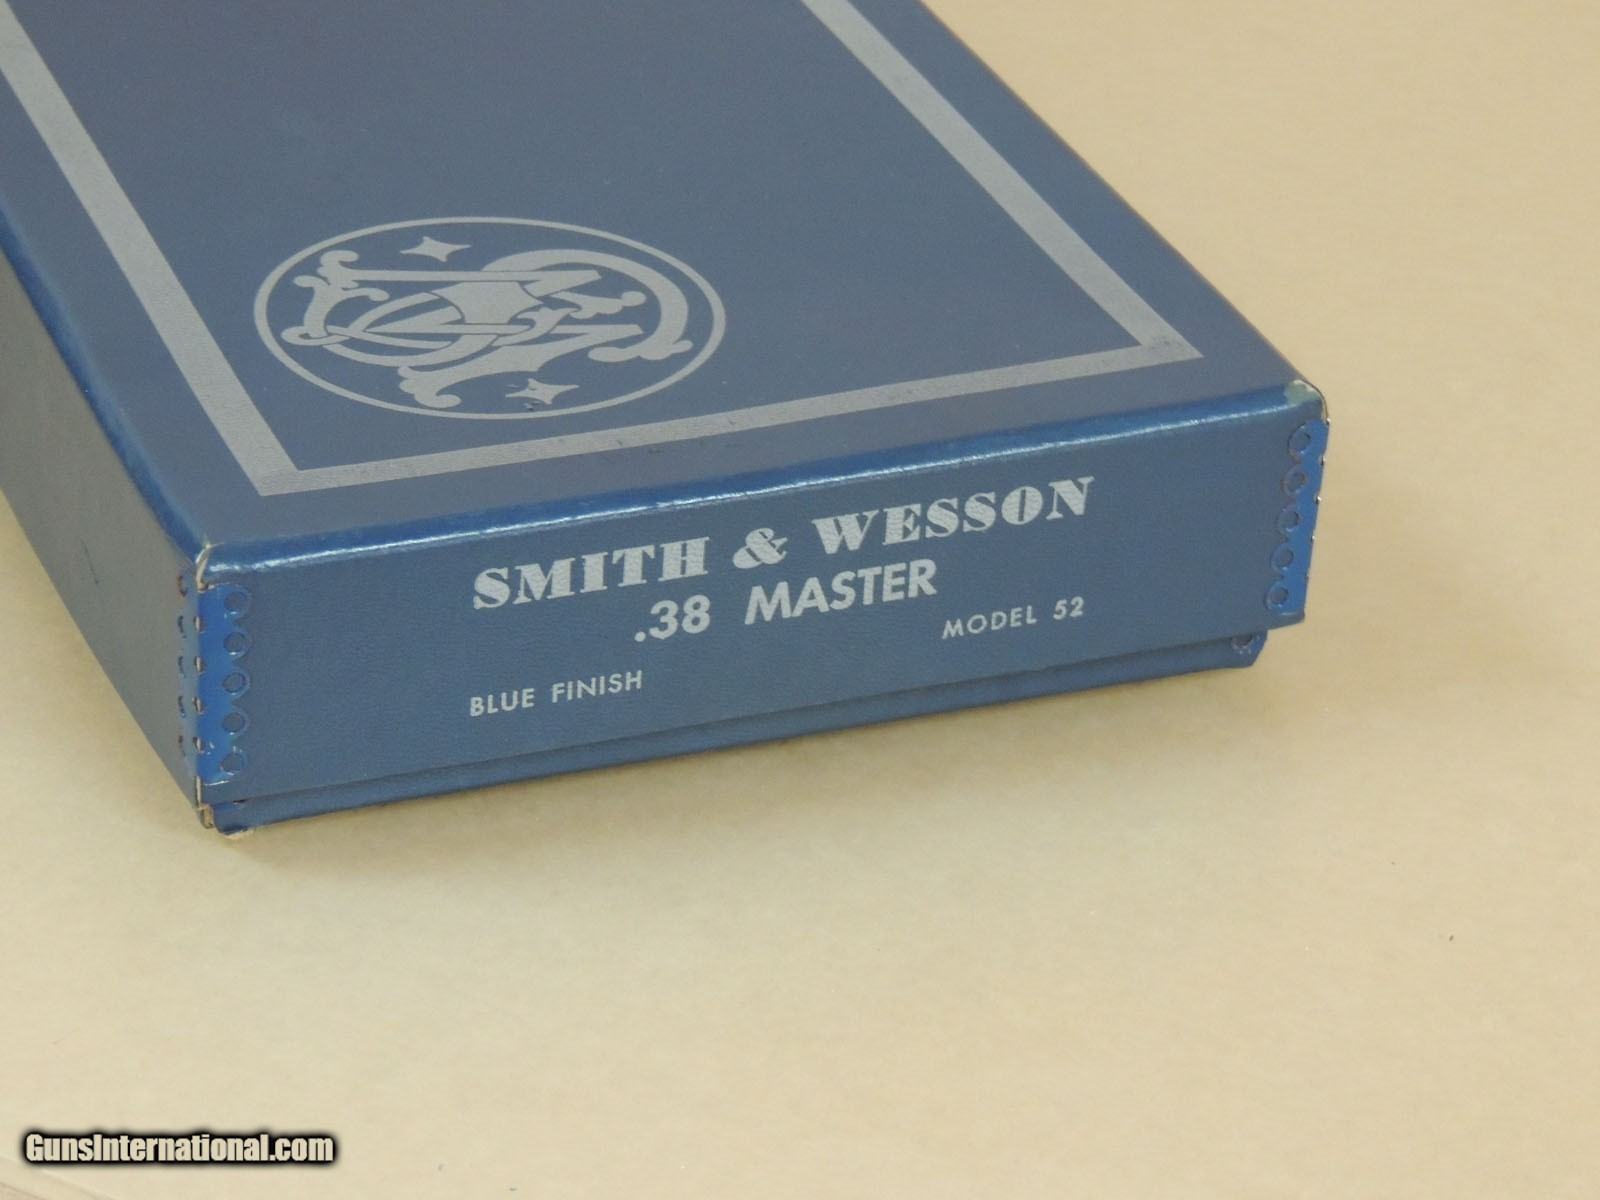 SMITH & WESSON
.38 MASTER
MODEL 52
BLUE FINISH
GunsInternational.com